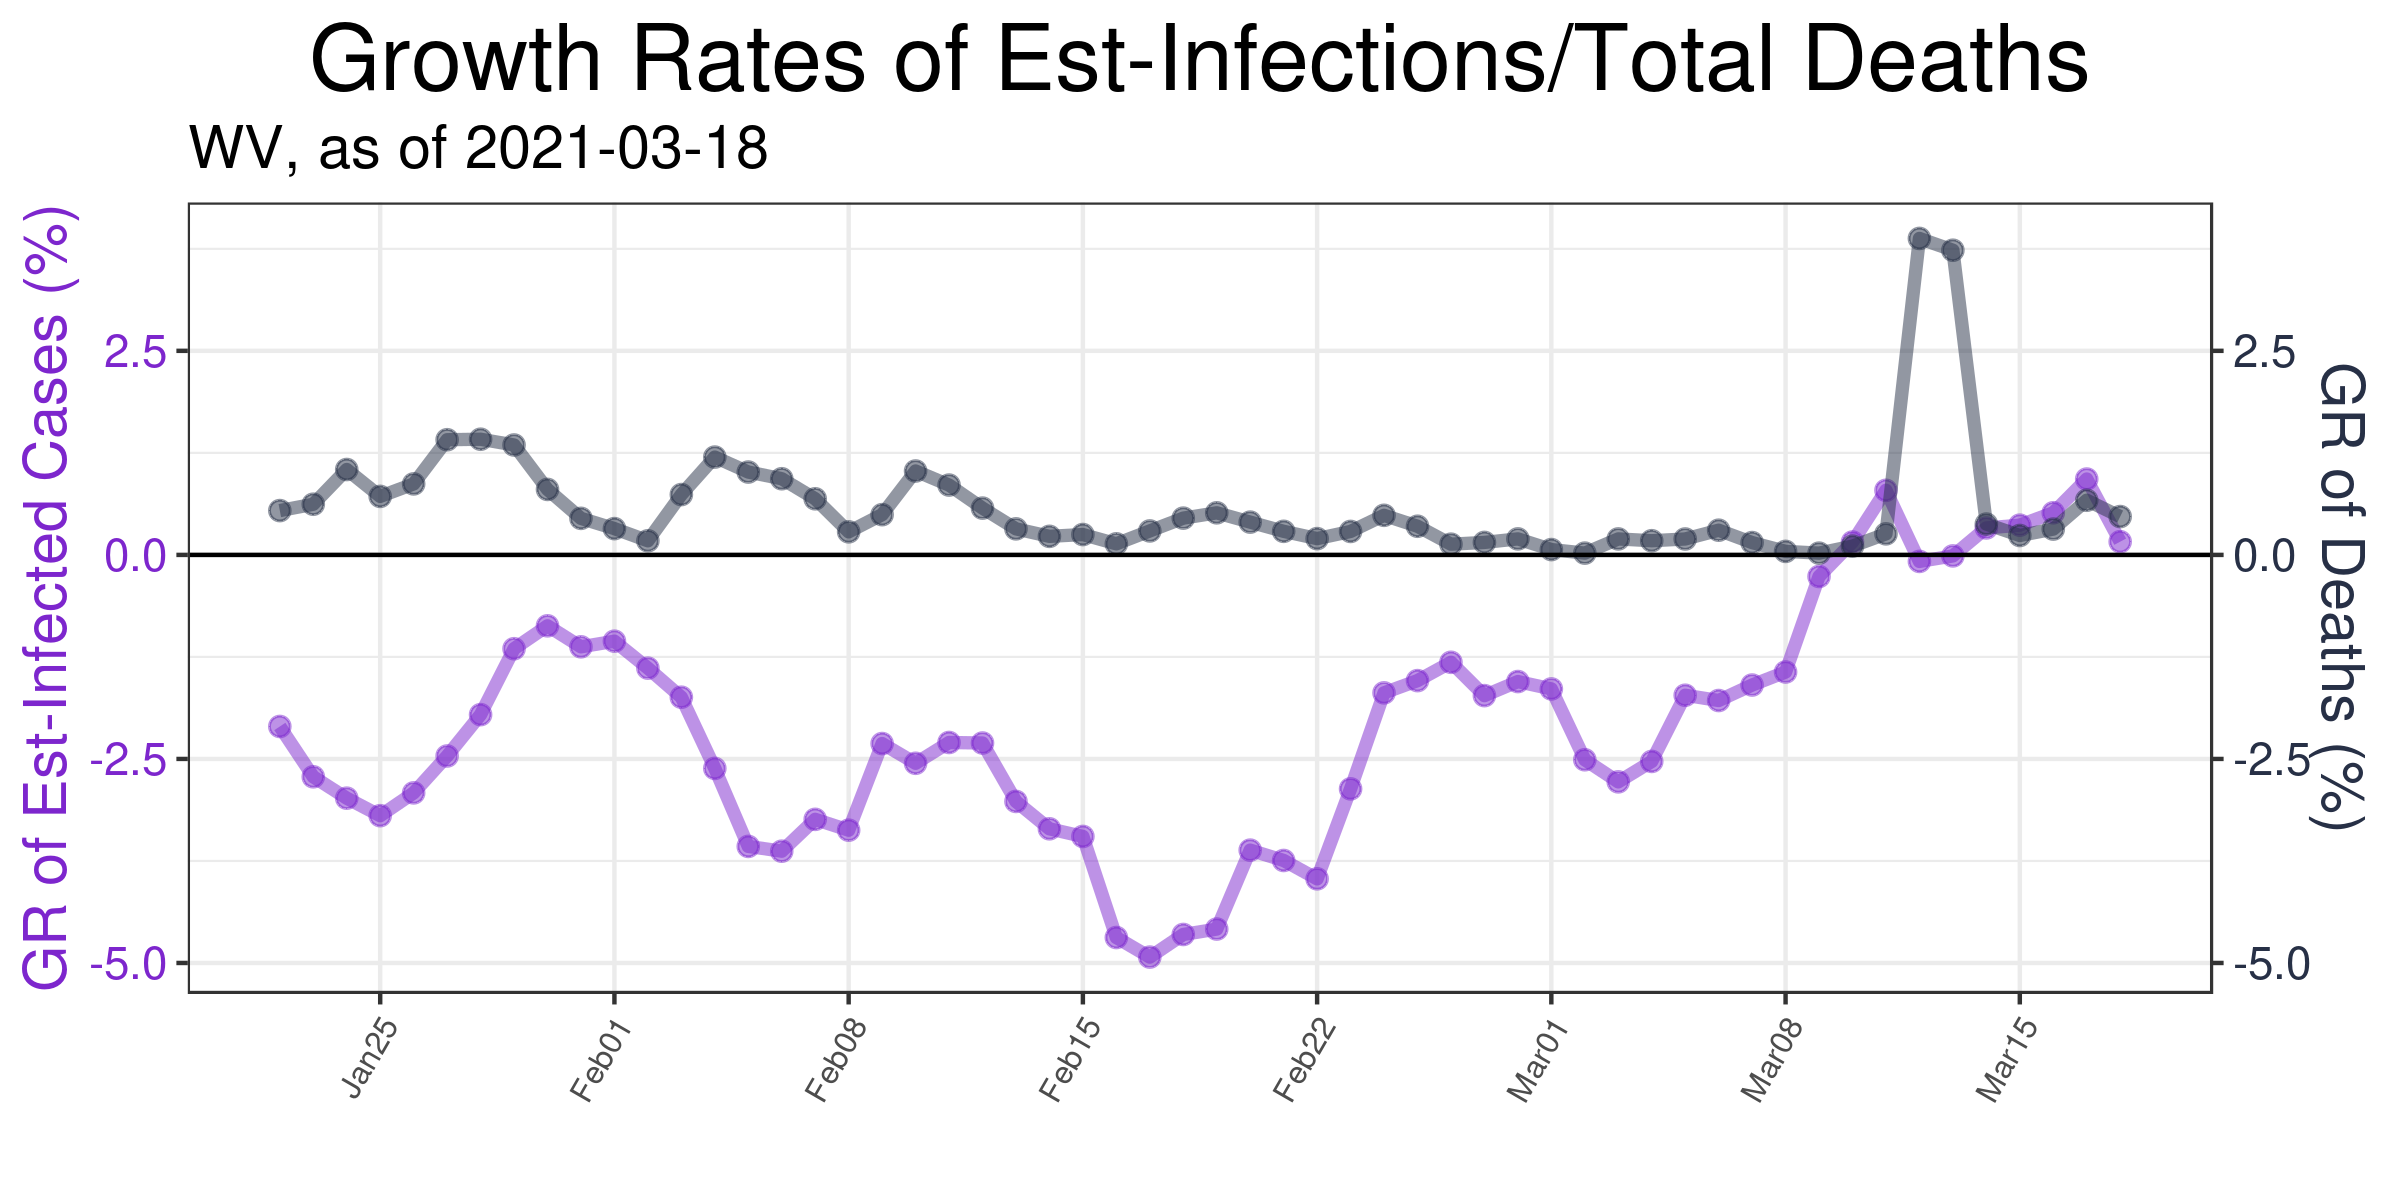 Growth Rates of Est-Infections/Total Deaths
WV, as of 2021-03-18
GR of Est-Infected Cases (%)
2.5
0.0
-2.5
-5.0
2.5
0.0
-2.5
-5.0
GR of Deaths (%)
Jan25
Feb01
Feb08
Feb15
Feb22
Mar01
Mar08
Mar15